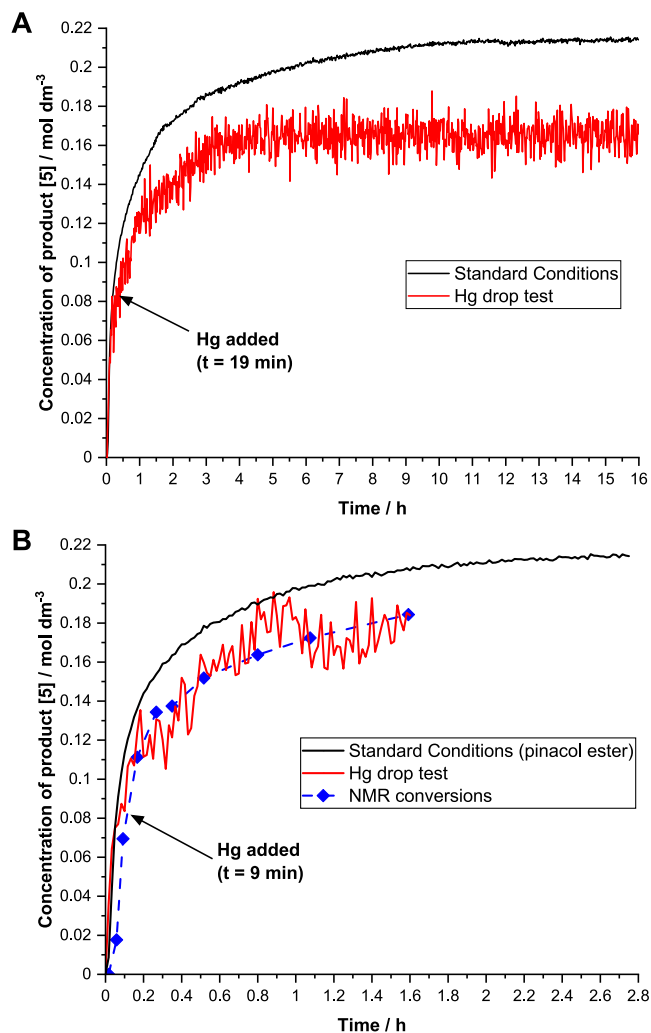 A
Concentration of product [5] / mol dm⁻³
0.22
0.20
0.18
0.16
0.14
0.12
0.10
0.08
0.06
0.04
0.02
0
Standard Conditions
Hg drop test
Hg added
(t = 19 min)
0 1 2 3 4 5 6 7 8 9 10 11 12 13 14 15 16
Time / h
B
Concentration of product [5] / mol dm⁻³
0.22
0.2
0.18
0.16
0.14
0.12
0.1
0.08
0.06
0.04
0.02
0
Standard Conditions (pinacol ester)
Hg drop test
NMR conversions
Hg added
(t = 9 min)
0 0.2 0.4 0.6 0.8 1 1.2 1.4 1.6 1.8 2 2.2 2.4 2.6 2.8
Time / h